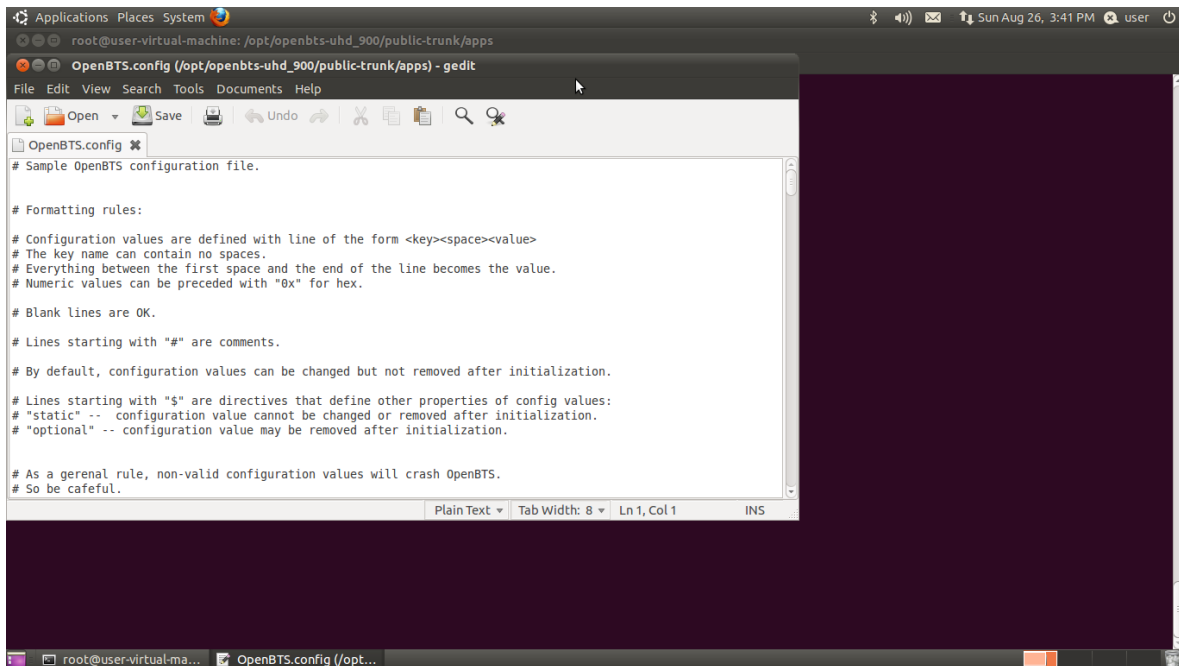 Applications Places System
Sun Aug 26, 3:41 PM user
root@user-virtual-machine: /opt/openbts-uhd_900/public-trunk/apps
OpenBTS.config (/opt/openbts-uhd_900/public-trunk/apps) - gedit
File Edit View Search Tools Documents Help
Open Save Undo
OpenBTS.config
# Sample OpenBTS configuration file.
# Formatting rules:
# Configuration values are defined with line of the form <key><space><value>
# The key name can contain no spaces.
# Everything between the first space and the end of the line becomes the value.
# Numeric values can be preceded with "0x" for hex.
# Blank lines are OK.
# Lines starting with "#" are comments.
# By default, configuration values can be changed but not removed after initialization.
# Lines starting with "$" are directives that define other properties of config values:
# "static" --  configuration value cannot be changed or removed after initialization.
# "optional" -- configuration value may be removed after initialization.
# As a gerenal rule, non-valid configuration values will crash OpenBTS.
# So be cafeful.
Plain Text Tab Width: 8 Ln 1, Col 1 INS
root@user-virtual-ma... OpenBTS.config (/opt...